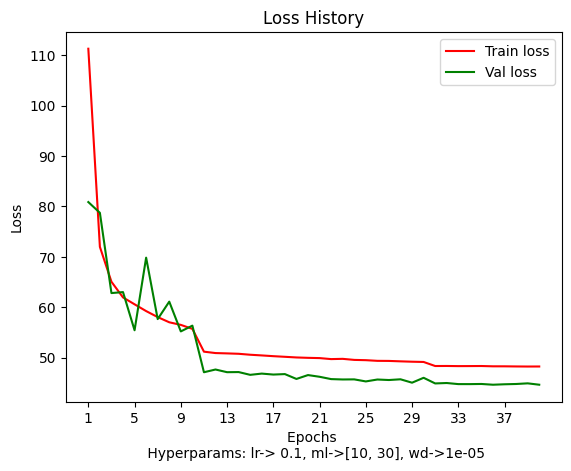 Loss History
Train loss
Val loss
Loss
110
100
90
80
70
60
50
1 5 9 13 17 21 25 29 33 37
Epochs
Hyperparams: lr-> 0.1, ml->[10, 30], wd->1e-05